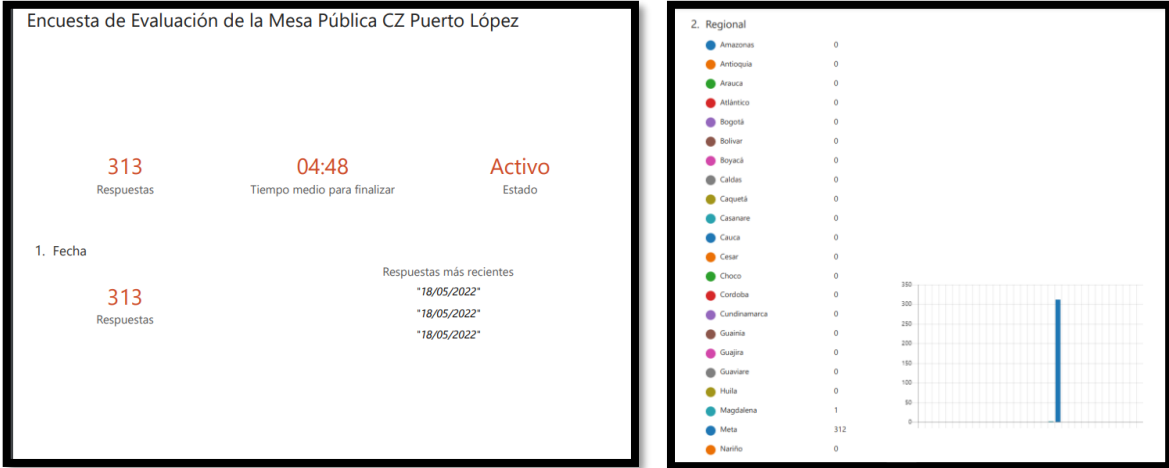 Encuesta de Evaluación de la Mesa Pública CZ Puerto López
313
Respuestas
04:48
Tiempo medio para finalizar
Activo
Estado
1. Fecha
313
Respuestas
Respuestas más recientes
"18/05/2022"
"18/05/2022"
"18/05/2022"
2. Regional
Amazonas 0
Antioquia 0
Arauca 0
Atlántico 0
Bogotá 0
Bolivar 0
Boyacá 0
Caldas 0
Caquetá 0
Casanare 0
Cauca 0
Cesar 0
Choco 0
Cordoba 0
Cundinamarca 0
Guainia 0
Guajira 0
Guaviare 0
Huila 0
Magdalena 1
Meta 312
Nariño 0
350
300
250
200
150
100
50
0